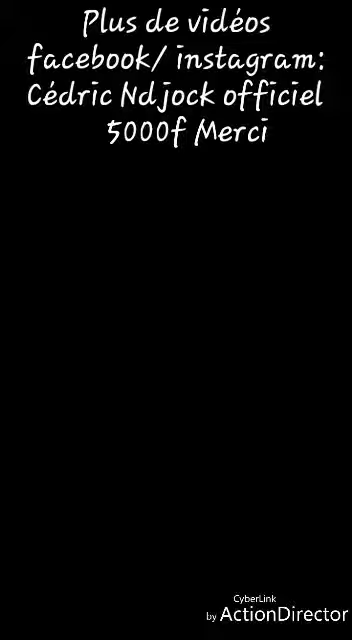 Plus de vidéos
facebook/ instagram:
Cédric Ndjock officiel
5000f Merci
CyberLink
by ActionDirector